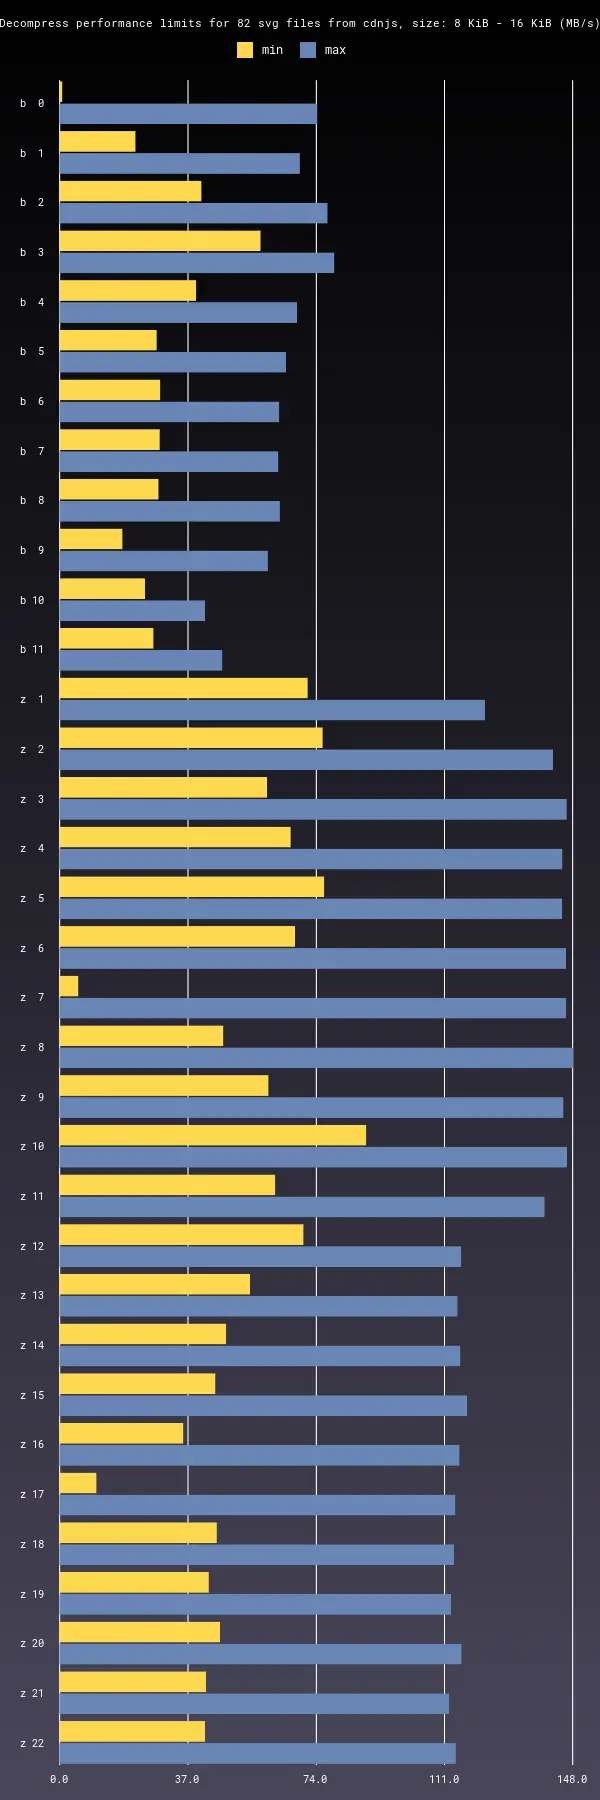 Decompress performance limits for 82 svg files from cdnjs, size: 8 KiB - 16 KiB (MB/s)
min max
b 0
b 1
b 2
b 3
b 4
b 5
b 6
b 7
b 8
b 9
b 10
b 11
z 1
z 2
z 3
z 4
z 5
z 6
z 7
z 8
z 9
z 10
z 11
z 12
z 13
z 14
z 15
z 16
z 17
z 18
z 19
z 20
z 21
z 22
0.0 37.0 74.0 111.0 148.0